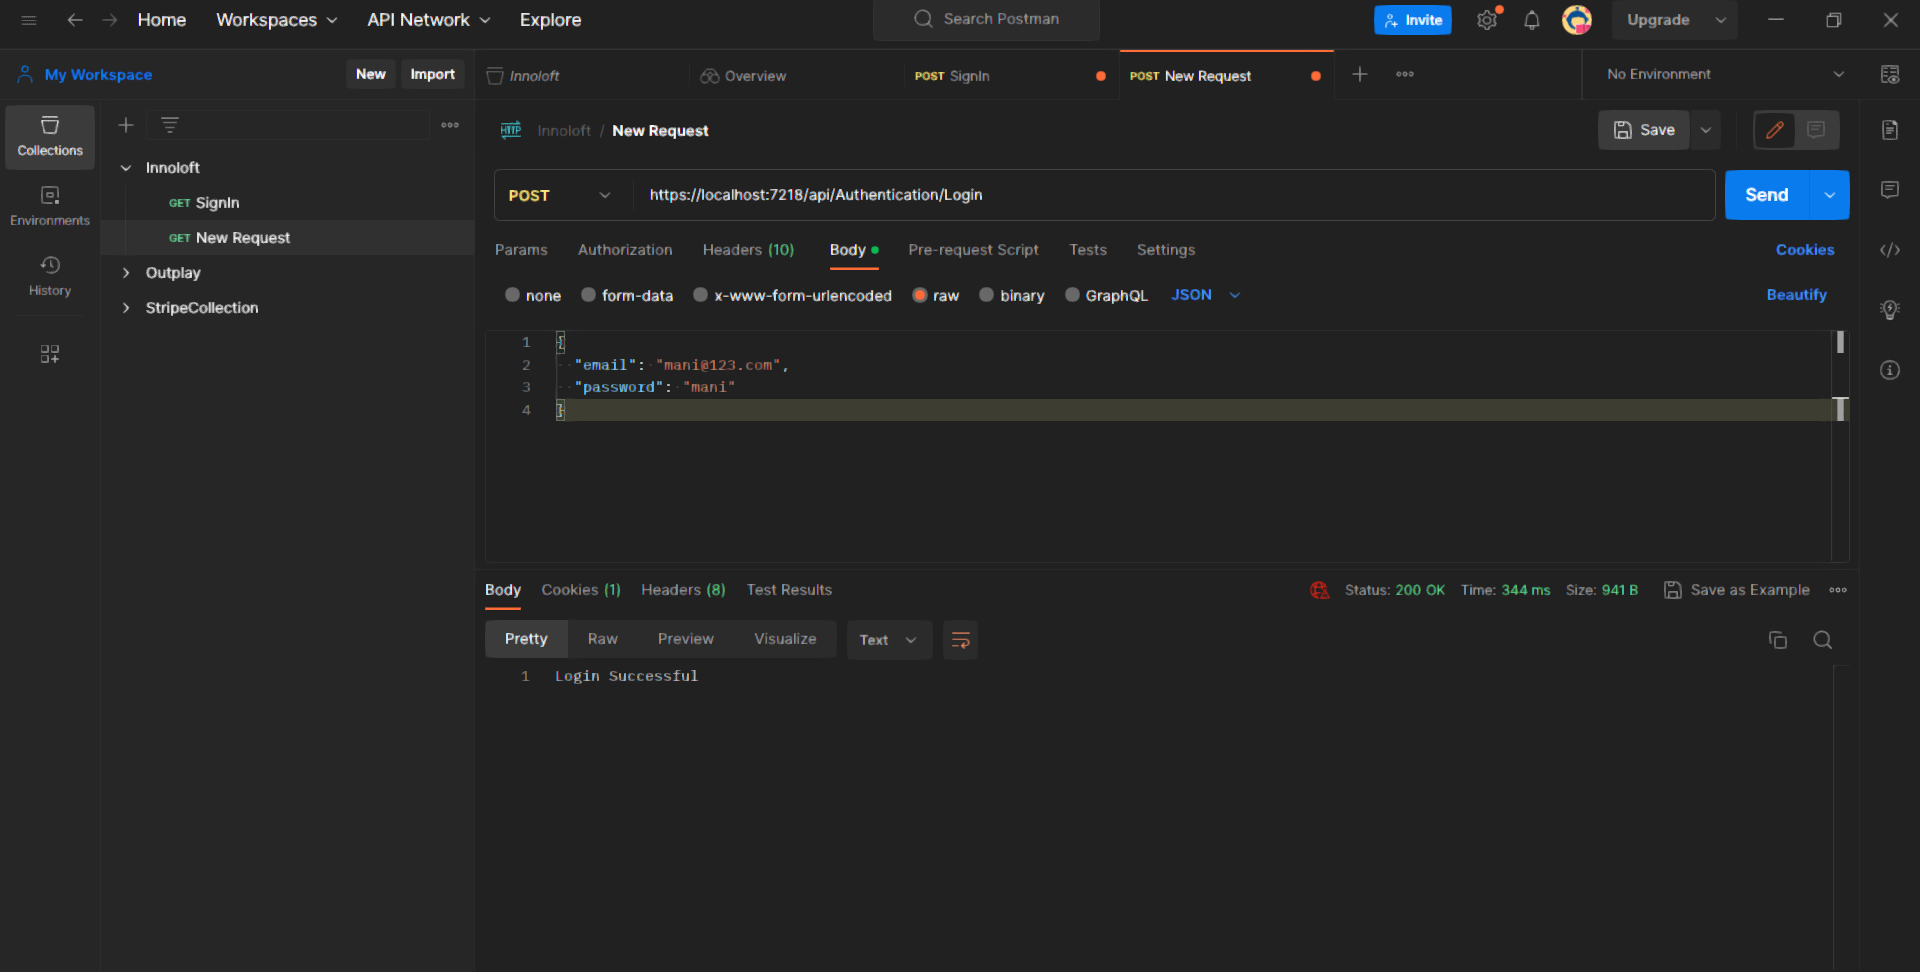 Home Workspaces API Network Explore Search Postman Invite Upgrade
My Workspace New Import Innoloft Overview POST SignIn POST New Request No Environment
Collections
Environments
History
Innoloft
GET SignIn
GET New Request
Outplay
StripeCollection
HTTP Innoloft / New Request Save
POST https://localhost:7218/api/Authentication/Login Send
Params Authorization Headers (10) Body Pre-request Script Tests Settings Cookies
none form-data x-www-form-urlencoded raw binary GraphQL JSON Beautify
1 {
2 "email": "mani@123.com",
3 "password": "mani"
4 }
Body Cookies (1) Headers (8) Test Results Status: 200 OK Time: 344 ms Size: 941 B Save as Example
Pretty Raw Preview Visualize Text
1 Login Successful